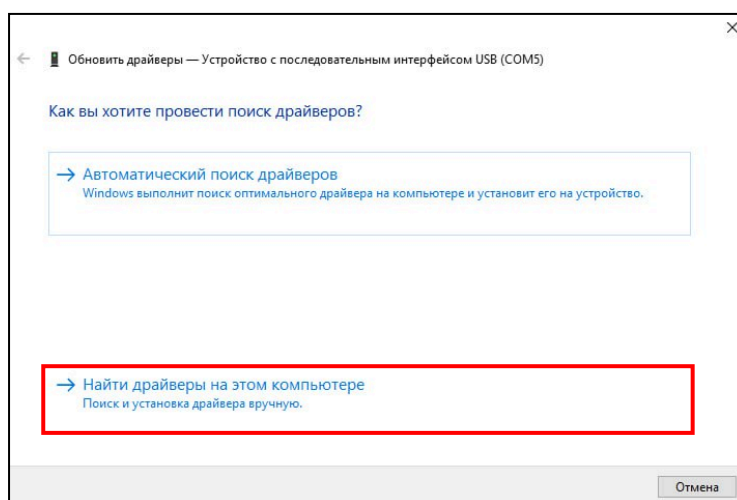 Обновить драйверы — Устройство с последовательным интерфейсом USB (COM5)
Как вы хотите провести поиск драйверов?
Автоматический поиск драйверов
Windows выполнит поиск оптимального драйвера на компьютере и установит его на устройство.
Найти драйверы на этом компьютере
Поиск и установка драйвера вручную.
Отмена